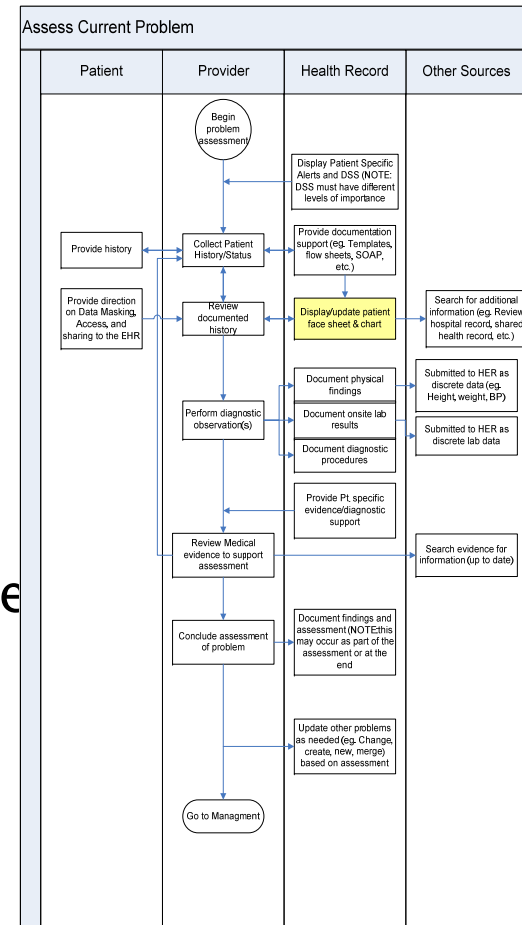 Assess Current Problem
Patient
Provider
Health Record
Other Sources
Begin
problem
assessment
Display Patient Specific
Alerts and DSS (NOTE:
DSS must have different
levels of importance
Provide history
Collect Patient
History/Status
Provide documentation
support (eg. Templates,
flow sheets, SOAP,
etc.)
Provide direction
on Data Masking,
Access, and
sharing to the EHR
Review
documented
history
Display/update patient
face sheet & chart
Search for additional
information (eg. Review
hospital record, shared
health record, etc.)
Perform diagnostic
observation(s)
Document physical
findings
Document onsite lab
results
Document diagnostic
procedures
Submitted to HER as
discrete data (eg.
Height, weight, BP)
Submitted to HER as
discrete lab data
Provide Pt, specific
evidence/diagnostic
support
Review Medical
evidence to support
assessment
Search evidence for
information (up to date)
e
Conclude assessment
of problem
Document findings and
assessment (NOTE:this
may occur as part of the
assessment or at the
end
Update other problems
as needed (eg. Change,
create, new, merge)
based on assessment
Go to Managment